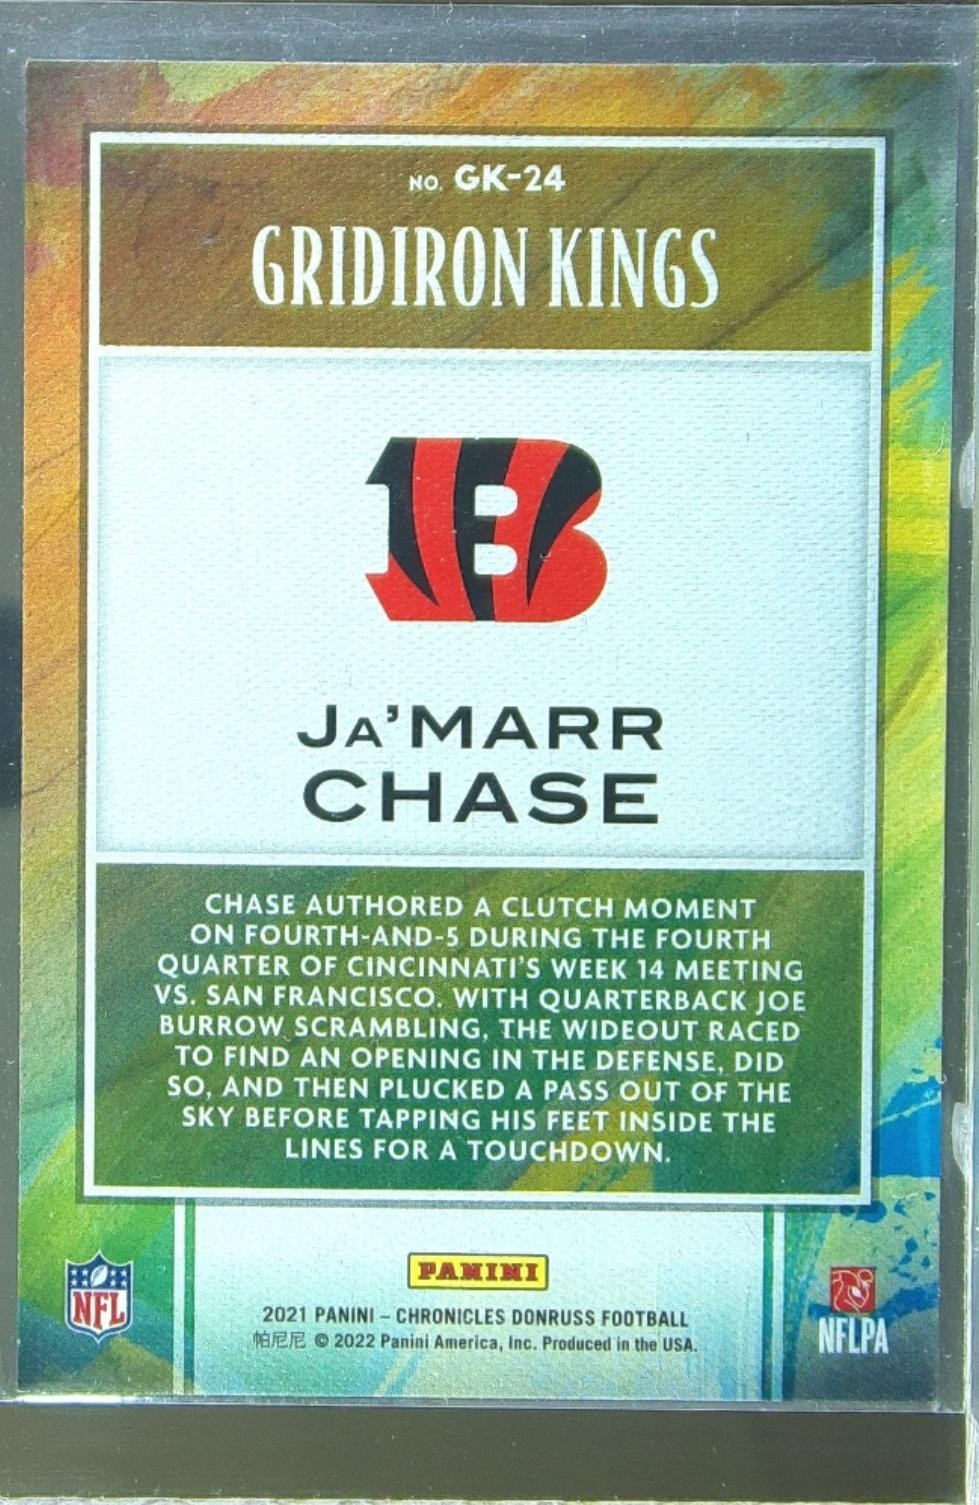 NO. GK-24
GRIDIRON KINGS
B
JA'MARR
CHASE
CHASE AUTHORED A CLUTCH MOMENT
ON FOURTH-AND-5 DURING THE FOURTH
QUARTER OF CINCINNATI'S WEEK 14 MEETING
VS. SAN FRANCISCO. WITH QUARTERBACK JOE
BURROW SCRAMBLING, THE WIDEOUT RACED
TO FIND AN OPENING IN THE DEFENSE, DID
SO, AND THEN PLUCKED A PASS OUT OF THE
SKY BEFORE TAPPING HIS FEET INSIDE THE
LINES FOR A TOUCHDOWN.
NFL
PANINI
2021 PANINI – CHRONICLES DONRUSS FOOTBALL
帕尼尼 © 2022 Panini America, Inc. Produced in the USA.
NFLPA